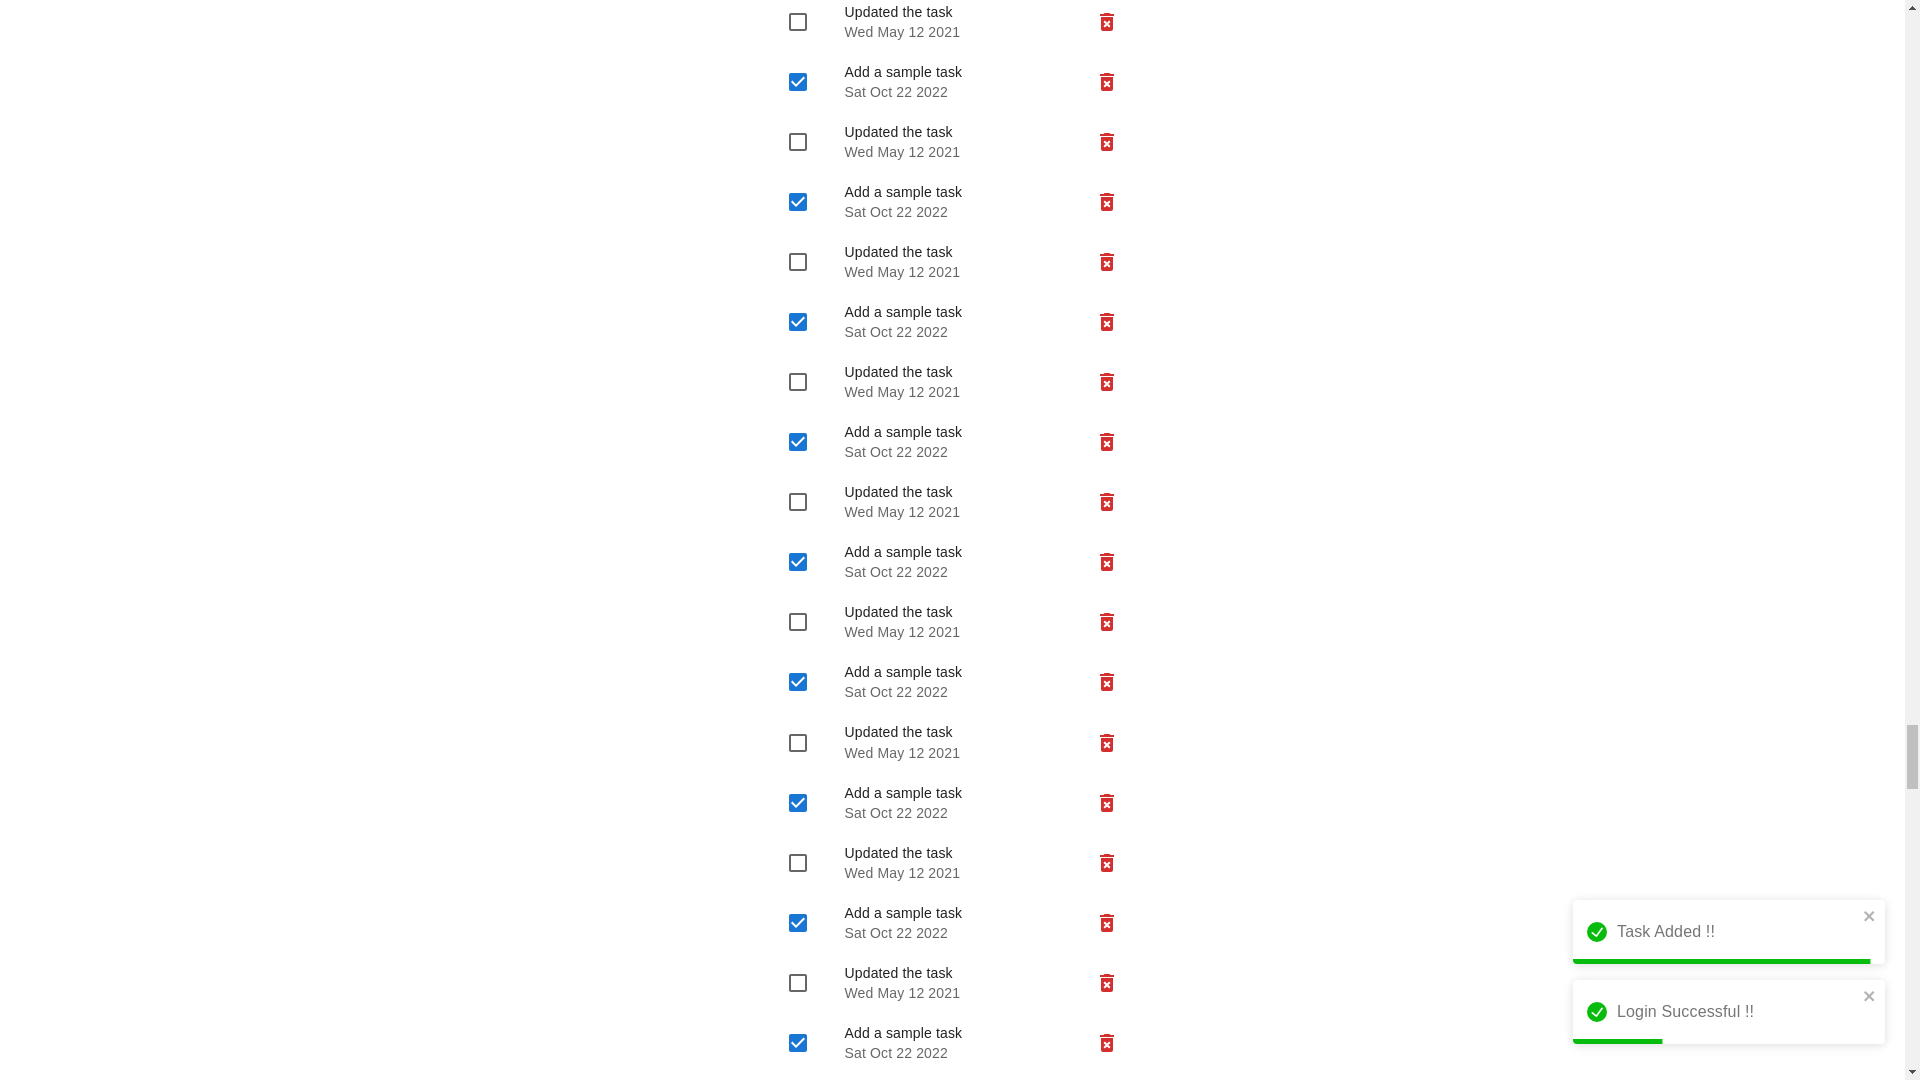 Updated the task
Wed May 12 2021
Add a sample task
Sat Oct 22 2022
Updated the task
Wed May 12 2021
Add a sample task
Sat Oct 22 2022
Updated the task
Wed May 12 2021
Add a sample task
Sat Oct 22 2022
Updated the task
Wed May 12 2021
Add a sample task
Sat Oct 22 2022
Updated the task
Wed May 12 2021
Add a sample task
Sat Oct 22 2022
Updated the task
Wed May 12 2021
Add a sample task
Sat Oct 22 2022
Updated the task
Wed May 12 2021
Add a sample task
Sat Oct 22 2022
Updated the task
Wed May 12 2021
Add a sample task
Sat Oct 22 2022
Updated the task
Wed May 12 2021
Add a sample task
Sat Oct 22 2022
Task Added !!
Login Successful !!